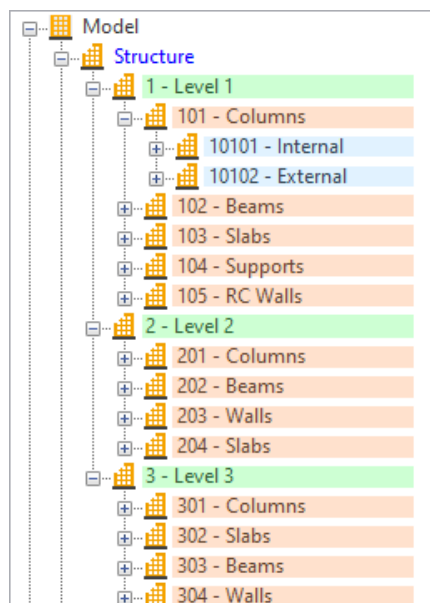 Model
Structure
1 - Level 1
101 - Columns
10101 - Internal
10102 - External
102 - Beams
103 - Slabs
104 - Supports
105 - RC Walls
2 - Level 2
201 - Columns
202 - Beams
203 - Walls
204 - Slabs
3 - Level 3
301 - Columns
302 - Slabs
303 - Beams
304 - Walls